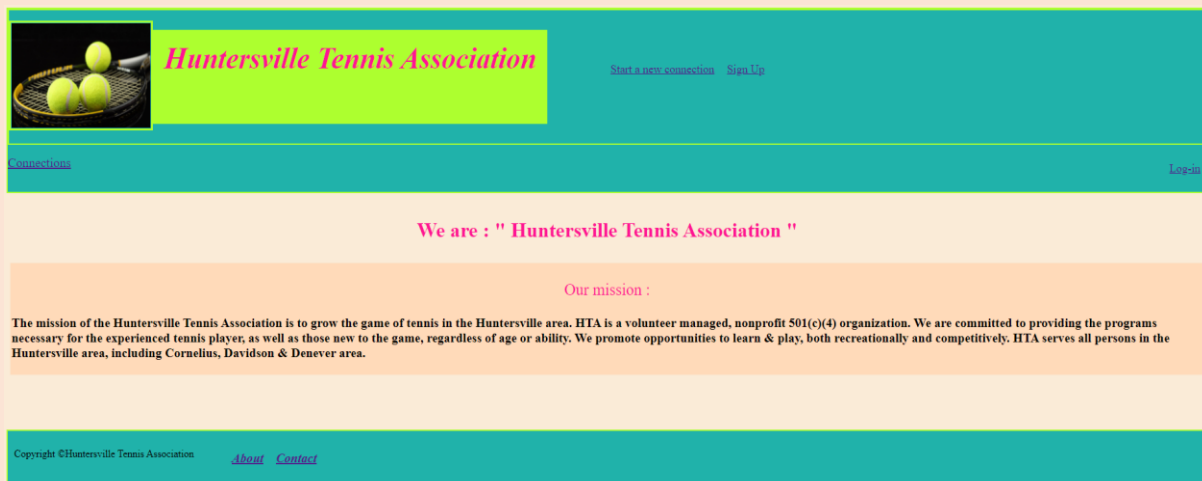 Huntersville Tennis Association
Start a new connection Sign Up
Connections
Log-in
We are : " Huntersville Tennis Association "
Our mission :
The mission of the Huntersville Tennis Association is to grow the game of tennis in the Huntersville area. HTA is a volunteer managed, nonprofit 501(c)(4) organization. We are committed to providing the programs
necessary for the experienced tennis player, as well as those new to the game, regardless of age or ability. We promote opportunities to learn & play, both recreationally and competitively. HTA serves all persons in the
Huntersville area, including Cornelius, Davidson & Denever area.
Copyright ©Huntersville Tennis Association
About Contact